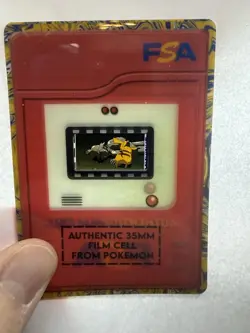 FSA
AUTHENTIC 35MM
FILM CELL
FROM POKEMON